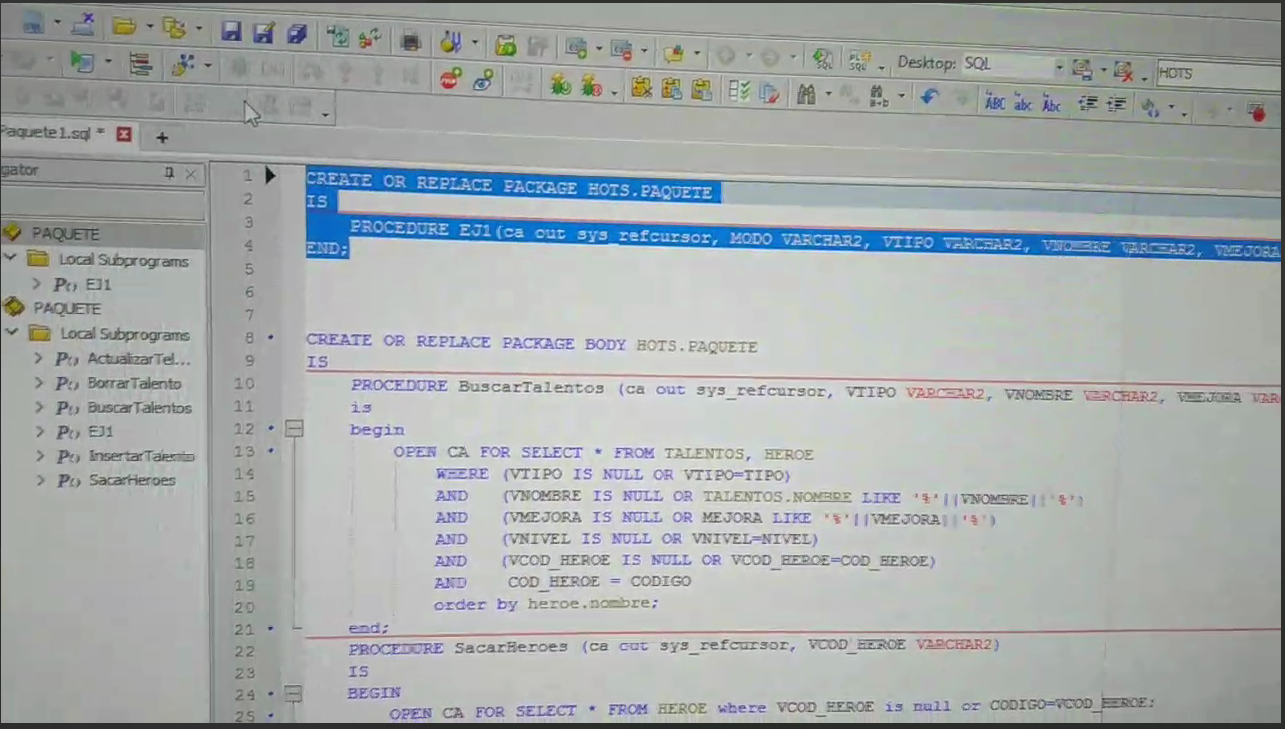 Desktop: SQL
HOTS
Paquete1.sql *
gator
PAQUETE
Local Subprograms
EJ1
PAQUETE
Local Subprograms
ActualizarTel...
BorrarTalento
BuscarTalentos
EJ1
InsertarTalento
SacarHeroes
1 CREATE OR REPLACE PACKAGE HOTS.PAQUETE
2 IS
3 PROCEDURE EJ1(ca out sys_refcursor, MODO VARCHAR2, VTIPO VARCHAR2, VNOMBRE VARCHAR2, VMEJORA
4 END;
5
6
7
8 CREATE OR REPLACE PACKAGE BODY HOTS.PAQUETE
9 IS
10 PROCEDURE BuscarTalentos (ca out sys_refcursor, VTIPO VARCHAR2, VNOMBRE VARCHAR2, VMEJORA VARC
11 is
12 begin
13 OPEN CA FOR SELECT * FROM TALENTOS, HEROE
14 WHERE (VTIPO IS NULL OR VTIPO=TIPO)
15 AND (VNOMBRE IS NULL OR TALENTOS.NOMBRE LIKE '%'||VNOMBRE||'%')
16 AND (VMEJORA IS NULL OR MEJORA LIKE '%'||VMEJORA||'%')
17 AND (VNIVEL IS NULL OR VNIVEL=NIVEL)
18 AND (VCOD_HEROE IS NULL OR VCOD_HEROE=COD_HEROE)
19 AND COD_HEROE = CODIGO
20 order by heroe.nombre;
21 end;
22 PROCEDURE SacarHeroes (ca out sys_refcursor, VCOD_HEROE VARCHAR2)
23 IS
24 BEGIN
25 OPEN CA FOR SELECT * FROM HEROE where VCOD_HEROE is null or CODIGO=VCOD_HEROE;